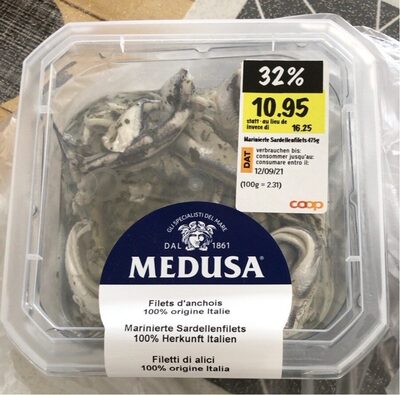 32%
10.95
statt · au lieu de
invece di 16.25
Marinierte Sardellenfilets 475g
DAT
verbrauchen bis:
consommer jusqu'au:
consumare entro il:
12/09/21
(100g = 2.31)
coop
GLI SPECIALISTI DEL MARE
DAL 1861
MEDUSA®
Filets d'anchois
100% origine Italie
Marinierte Sardellenfilets
100% Herkunft Italien
Filetti di alici
100% origine Italia